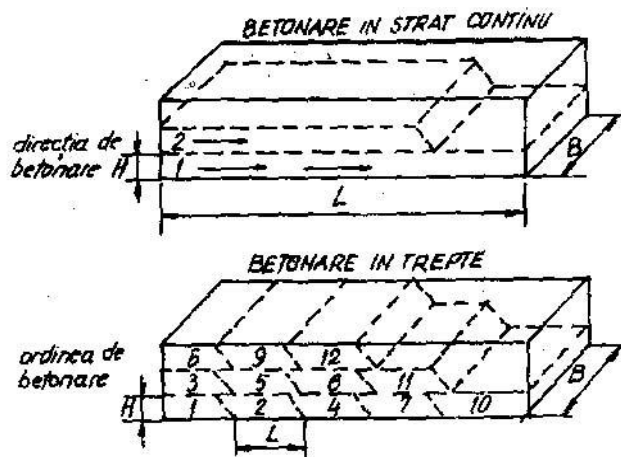 BETONARE IN STRAT CONTINU
direcția de
betonare
2
H
1
B
L
BETONARE IN TREPTE
ordinea de
betonare
6 9 12
3 5 8 11
H
1 2 4 7 10
B
L